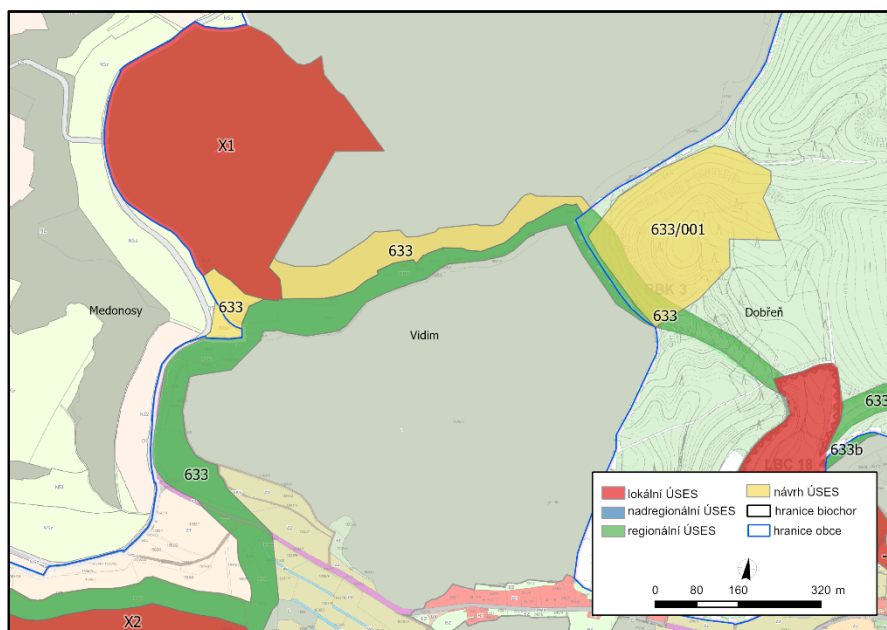 X1
633/001
633
633
BK 3
633
Medonosy
Vidim
Dobřeň
633
633b
633
LBC 18
X2
lokální ÚSES
nadregionální ÚSES
regionální ÚSES
návrh ÚSES
hranice biochor
hranice obce
0 80 160 320 m